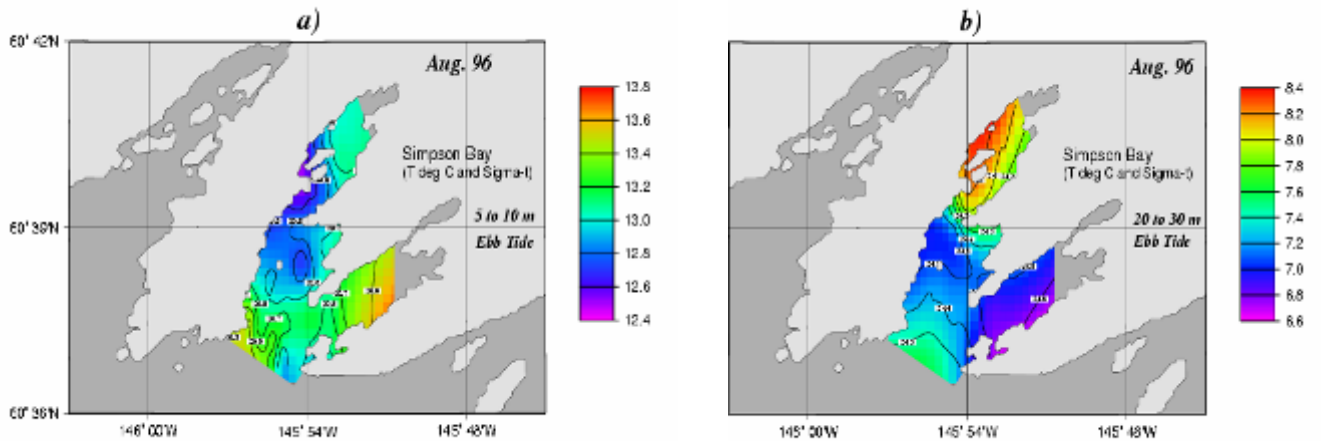 a)
60° 42'N
Aug. 96
13.8
13.6
13.4
13.2
13.0
12.8
12.6
12.4
Simpson Bay
(T deg C and Sigma-t)
5 to 10 m
60° 39'N
Ebb Tide
60° 36'N
146° 00'W
145° 54'W
145° 48'W
b)
Aug. 96
8.4
8.2
8.0
7.8
7.6
7.4
7.2
7.0
6.8
6.6
Simpson Bay
(T deg C and Sigma-t)
20 to 30 m
Ebb Tide
145° 54'W
145° 48'W